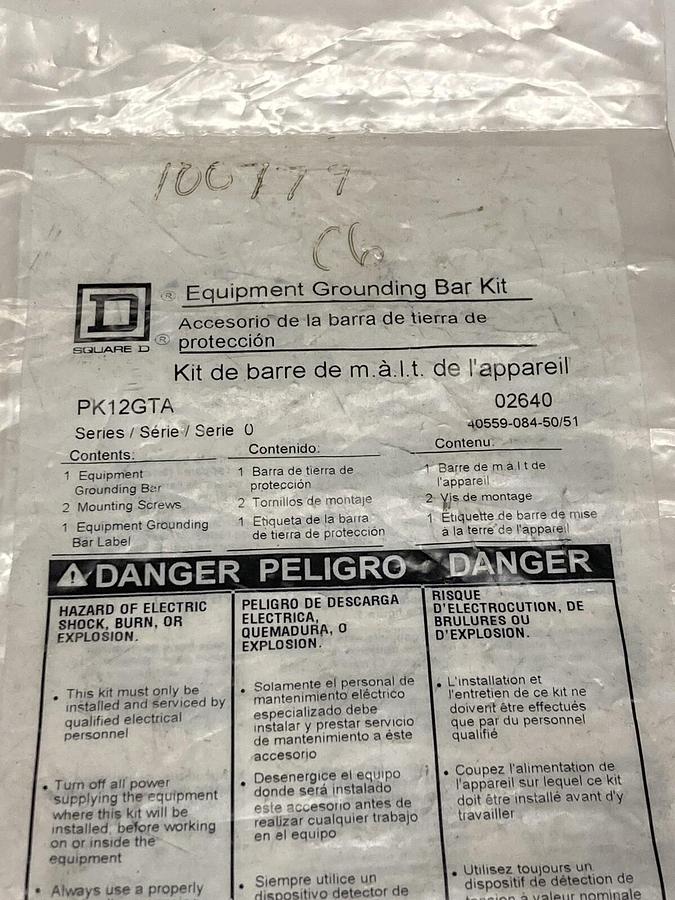 100779
C6
D
SQUARE D
®
®
Equipment Grounding Bar Kit
Accesorio de la barra de tierra de
protección
Kit de barre de m.à.l.t. de l'appareil
PK12GTA
02640
Series / Série / Serie 0
40559-084-50/51
Contents:
1 Equipment
Grounding Bar
2 Mounting Screws
1 Equipment Grounding
Bar Label
Contenido:
1 Barra de tierra de
protección
2 Tornillos de montaje
1 Etiqueta de la barra
de tierra de protección
Contenu:
1 Barre de m.à.l.t de
l'appareil
2 Vis de montage
1 Étiquette de barre de mise
à la terre de l'appareil
DANGER PELIGRO DANGER
HAZARD OF ELECTRIC
SHOCK, BURN, OR
EXPLOSION.
• This kit must only be
installed and serviced by
qualified electrical
personnel
• Turn off all power
supplying the equipment
where this kit will be
installed, before working
on or inside the
equipment
• Always use a properly
PELIGRO DE DESCARGA
ELECTRICA,
QUEMADURA, O
EXPLOSION.
• Solamente el personal de
mantenimiento eléctrico
especializado debe
instalar y prestar servicio
de mantenimiento a éste
accesorio
• Desenergice el equipo
donde será instalado
este accesorio antes de
realizar cualquier trabajo
en el equipo
• Siempre utilice un
dispositivo detector de
RISQUE
D'ELECTROCUTION, DE
BRULURES OU
D'EXPLOSION.
• L'installation et
l'entretien de ce kit ne
doivent être effectués
que par du personnel
qualifié
• Coupez l'alimentation de
l'appareil sur lequel ce kit
doit être installé avant d'y
travailler
• Utilisez toujours un
dispositif de détection de
tension à valeur nominale